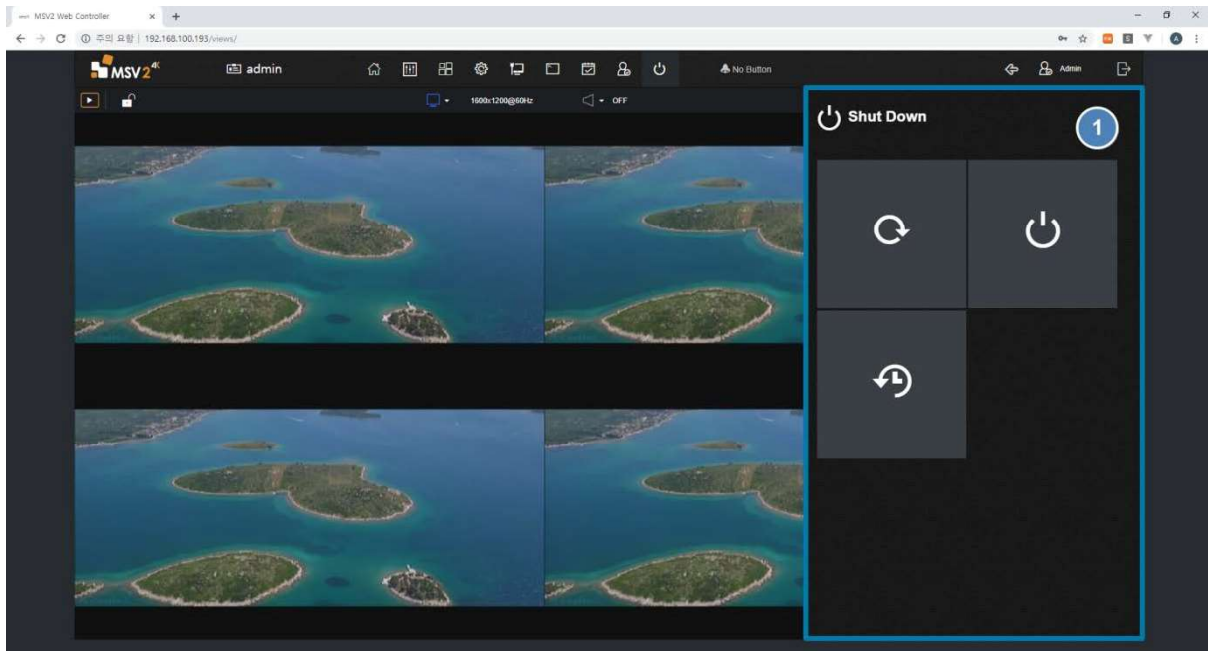 MSV2 Web Controller
주의 요함 | 192.168.100.193/views/
MSV2 4K
admin
No Button
Admin
1600x1200@60Hz
OFF
Shut Down
1